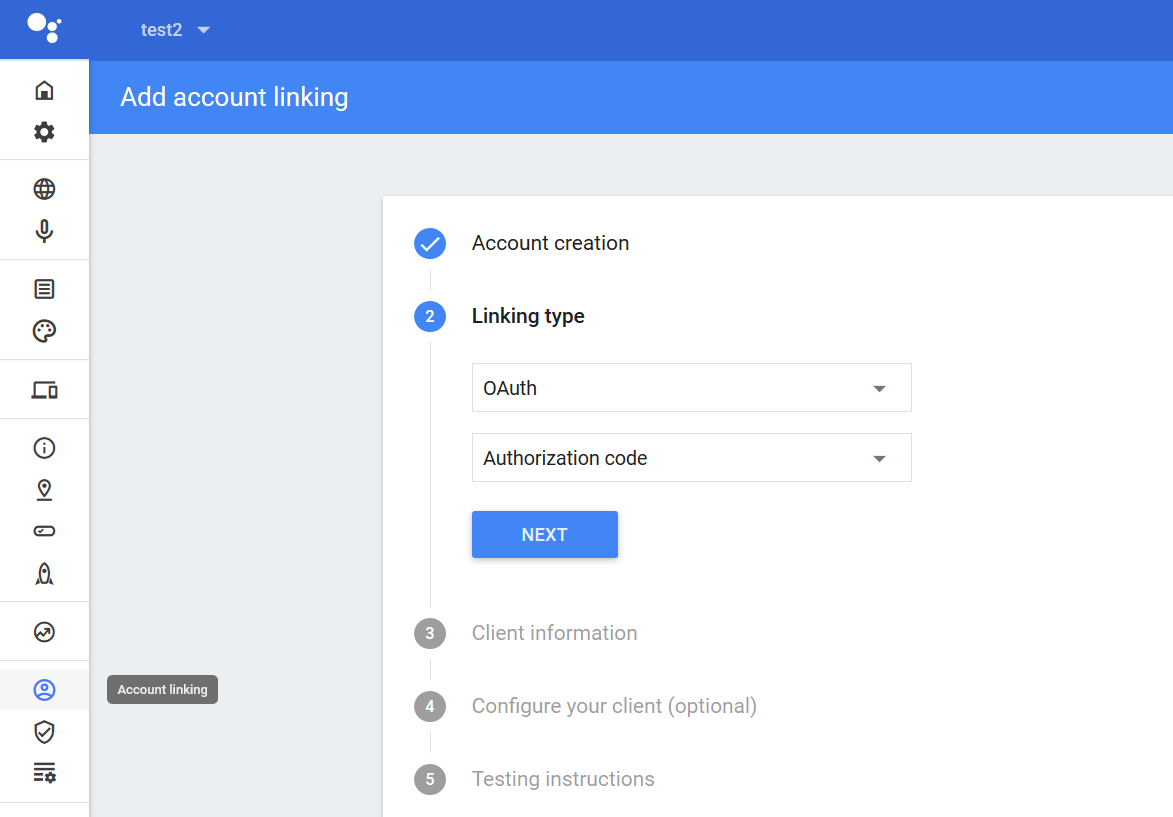 test2
Add account linking
Account creation
2
Linking type
OAuth
Authorization code
NEXT
3
Client information
Account linking
4
Configure your client (optional)
5
Testing instructions